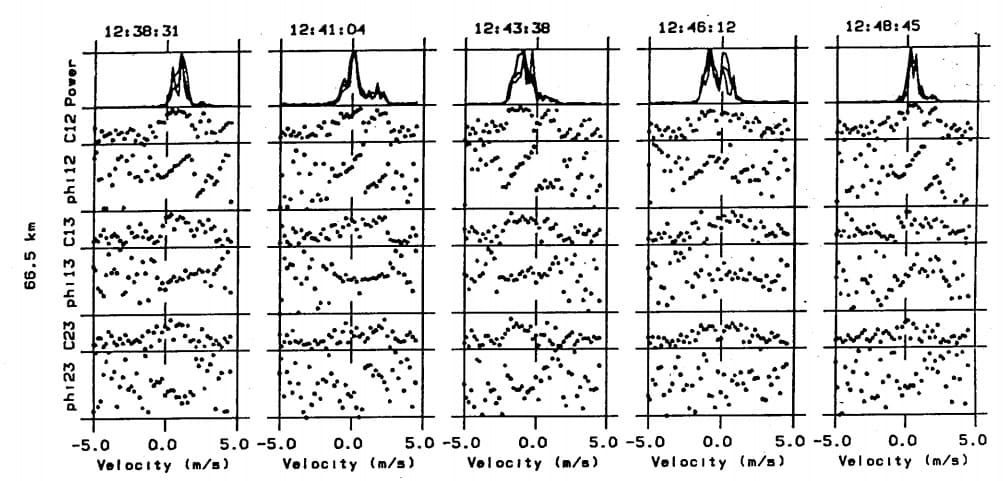 12:38:31 12:41:04 12:43:38 12:46:12 12:48:45
Power
C12
phi12
C13
phi13
C23
phi23
66.5 km
-5.0 0.0 5.0 -5.0 0.0 5.0 -5.0 0.0 5.0 -5.0 0.0 5.0 -5.0 0.0 5.0
Velocity (m/s) Velocity (m/s) Velocity (m/s) Velocity (m/s) Velocity (m/s)